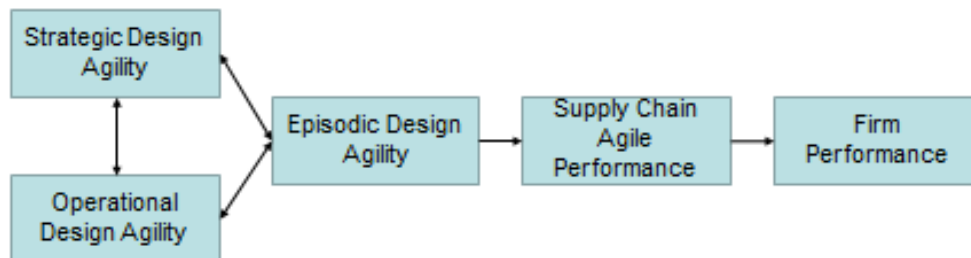 Strategic Design
Agility
Operational
Design Agility
Episodic Design
Agility
Supply Chain
Agile
Performance
Firm
Performance